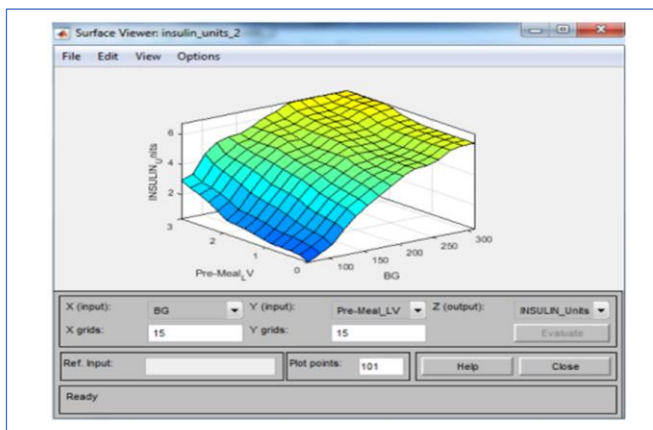 Surface Viewer: insulin_units_2
File Edit View Options
INSULIN_Units
6
4
2
3
2
1
0
Pre-Meal_LV
100
150
200
250
300
BG
X (input): BG Y (input): Pre-Meal_LV Z (output): INSULIN_Units
X grids: 15 Y grids: 15 Evaluate
Ref. Input: Plot points: 101 Help Close
Ready